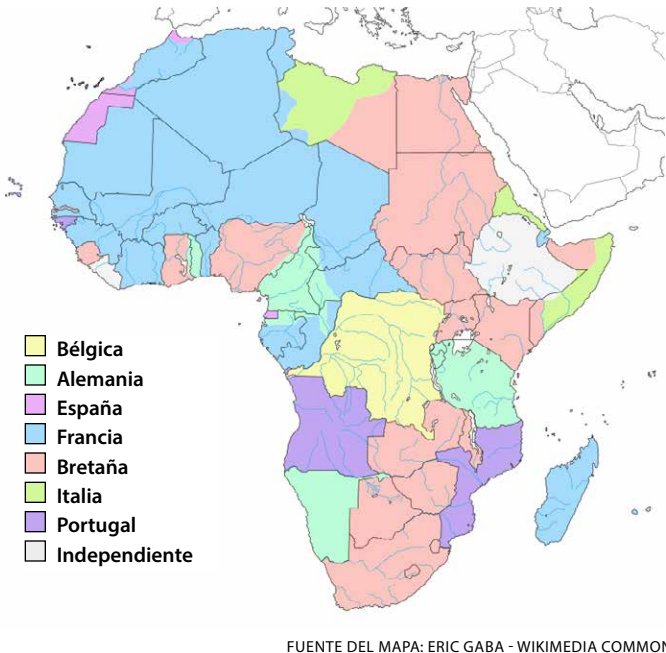 Bélgica
Alemania
España
Francia
Bretaña
Italia
Portugal
Independiente
FUENTE DEL MAPA: ERIC GABA - WIKIMEDIA COMMON